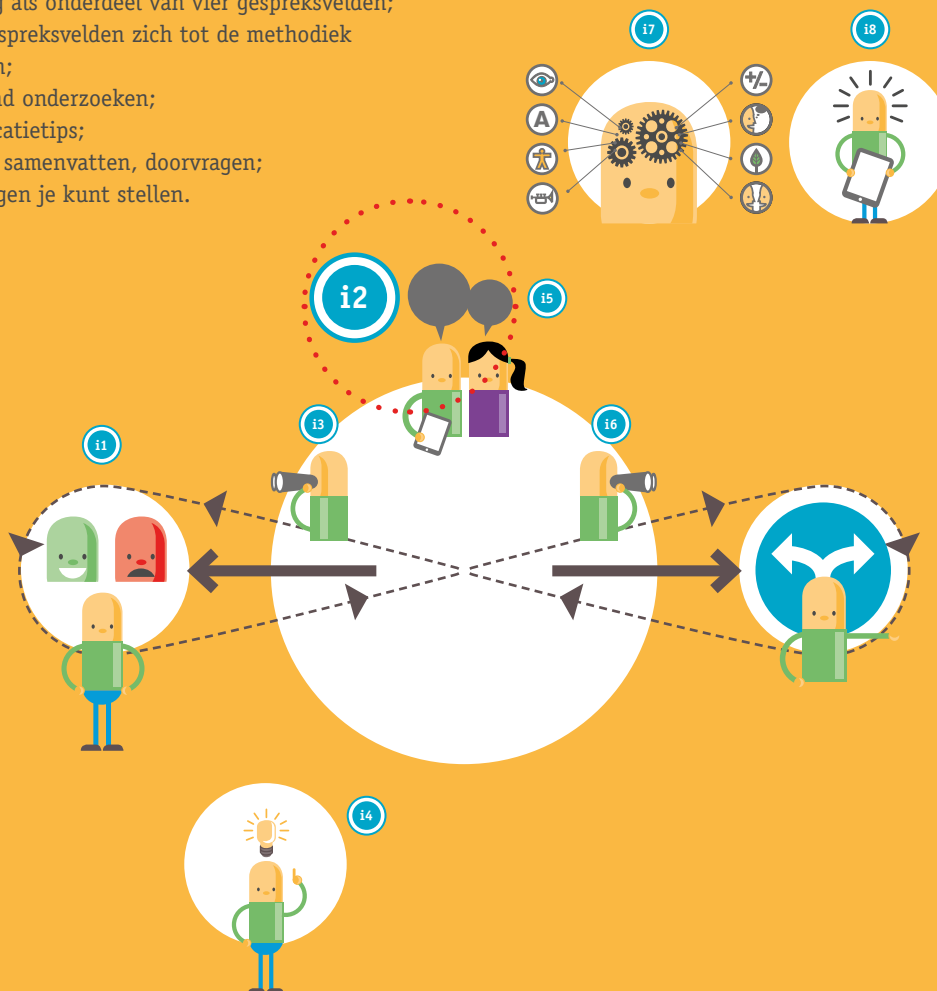 als onderdeel van vier gespreksvelden;
spreksvelden zich tot de methodiek
onderzoeken;
catietips;
samenvatten, doorvragen;
gen je kunt stellen.
i7
i8
A
+/-
i2
i5
i3
i6
i1
i4